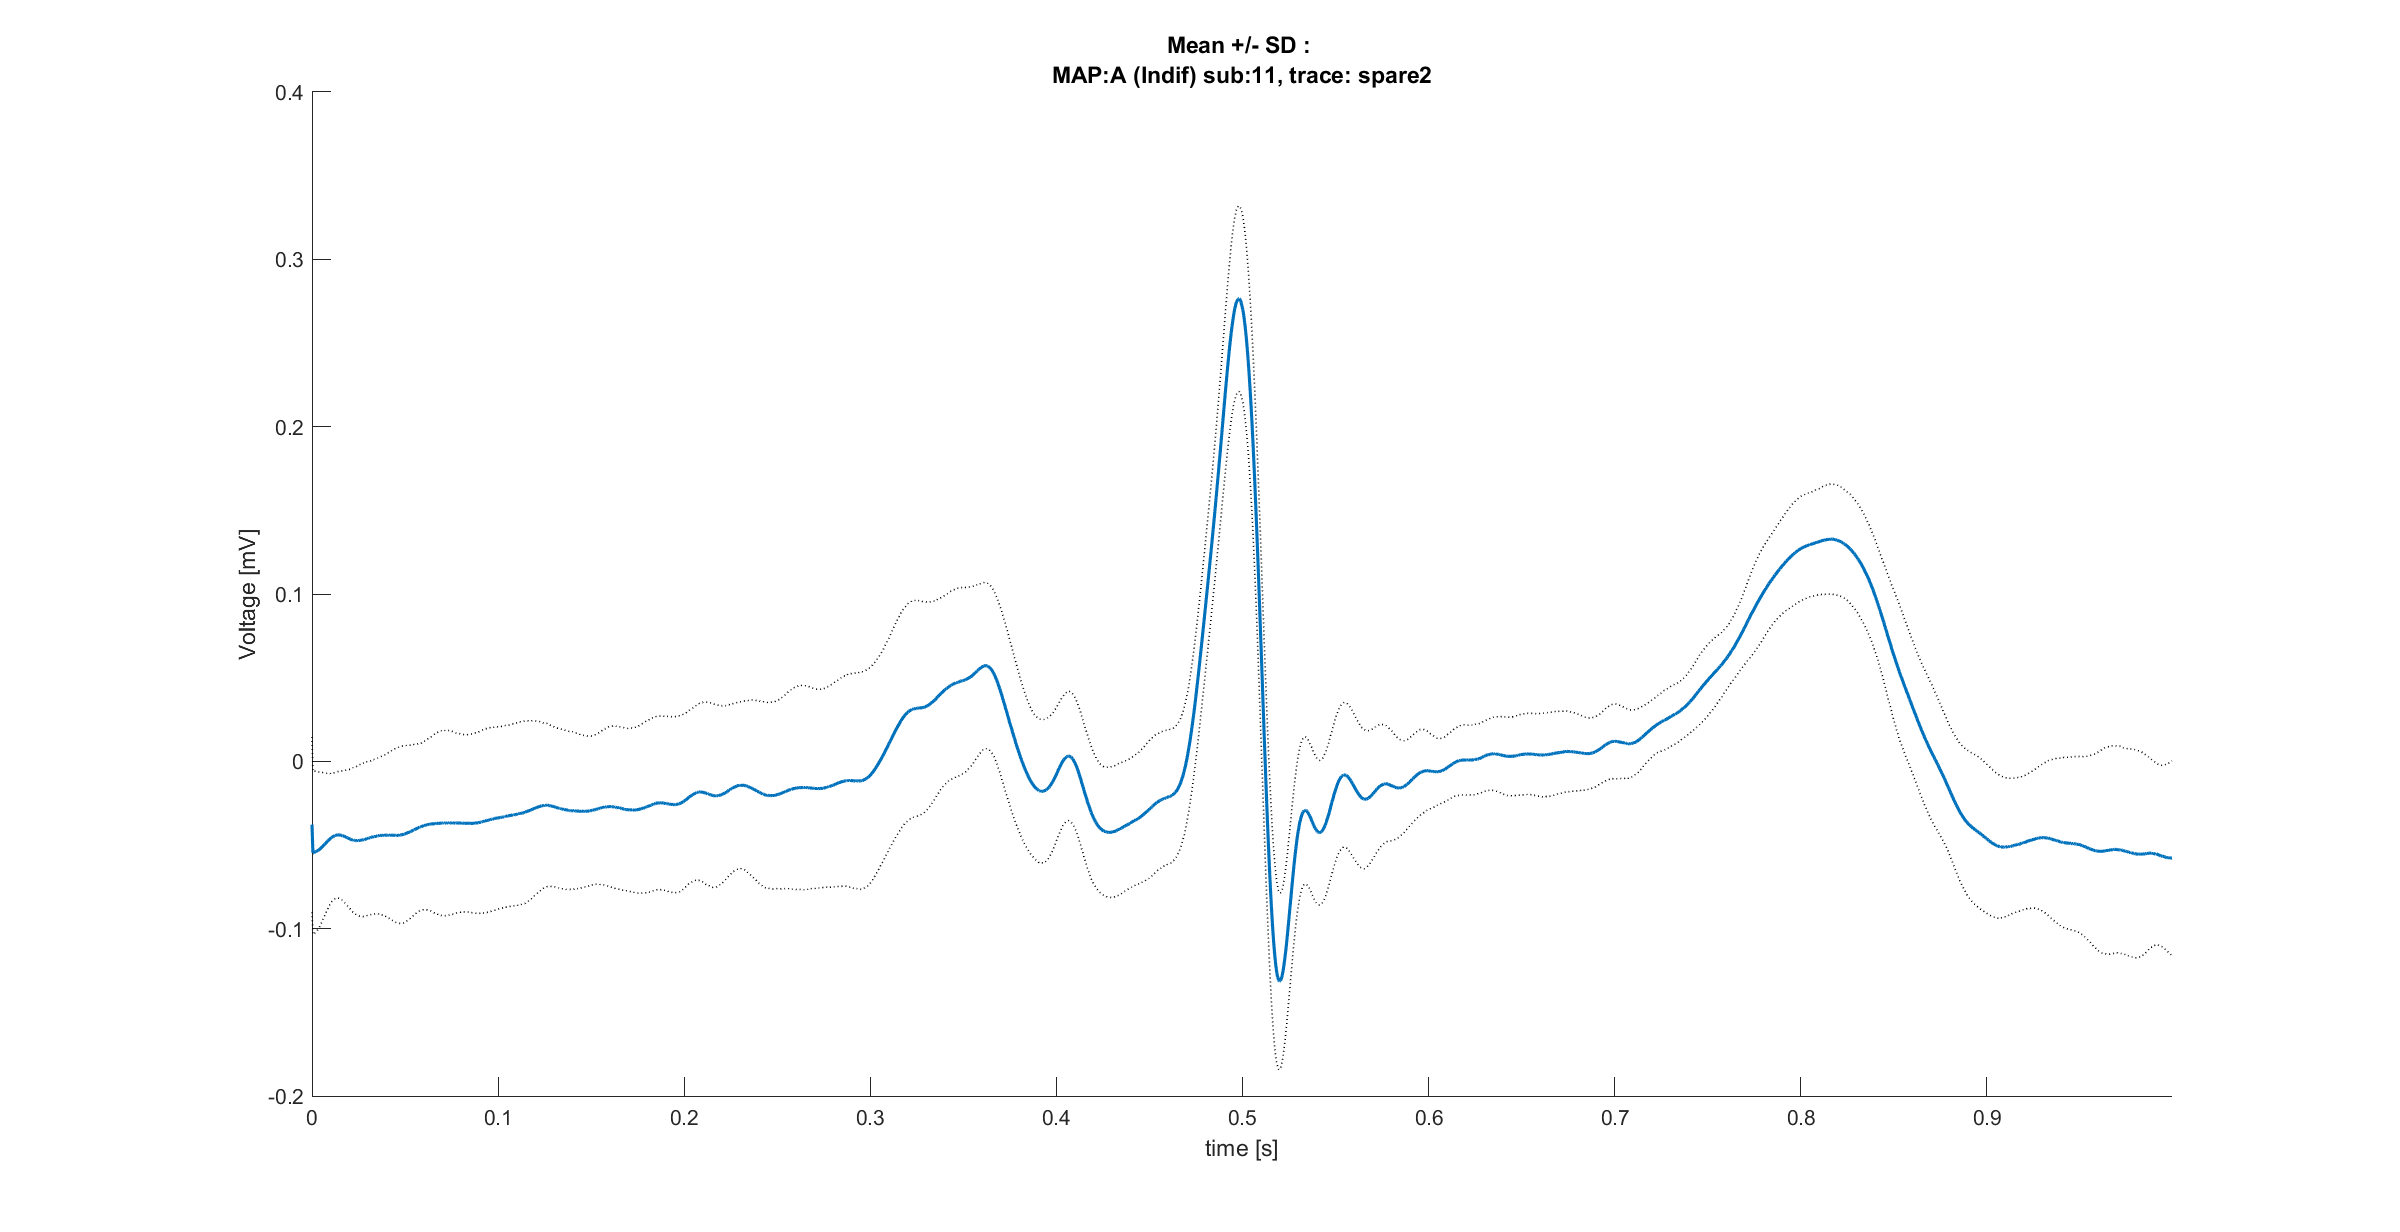 Mean +/- SD :
MAP:A (Indif) sub:11, trace: spare2
0.4
0.3
0.2
0.1
0
-0.1
-0.2
Voltage [mV]
0 0.1 0.2 0.3 0.4 0.5 0.6 0.7 0.8 0.9
time [s]